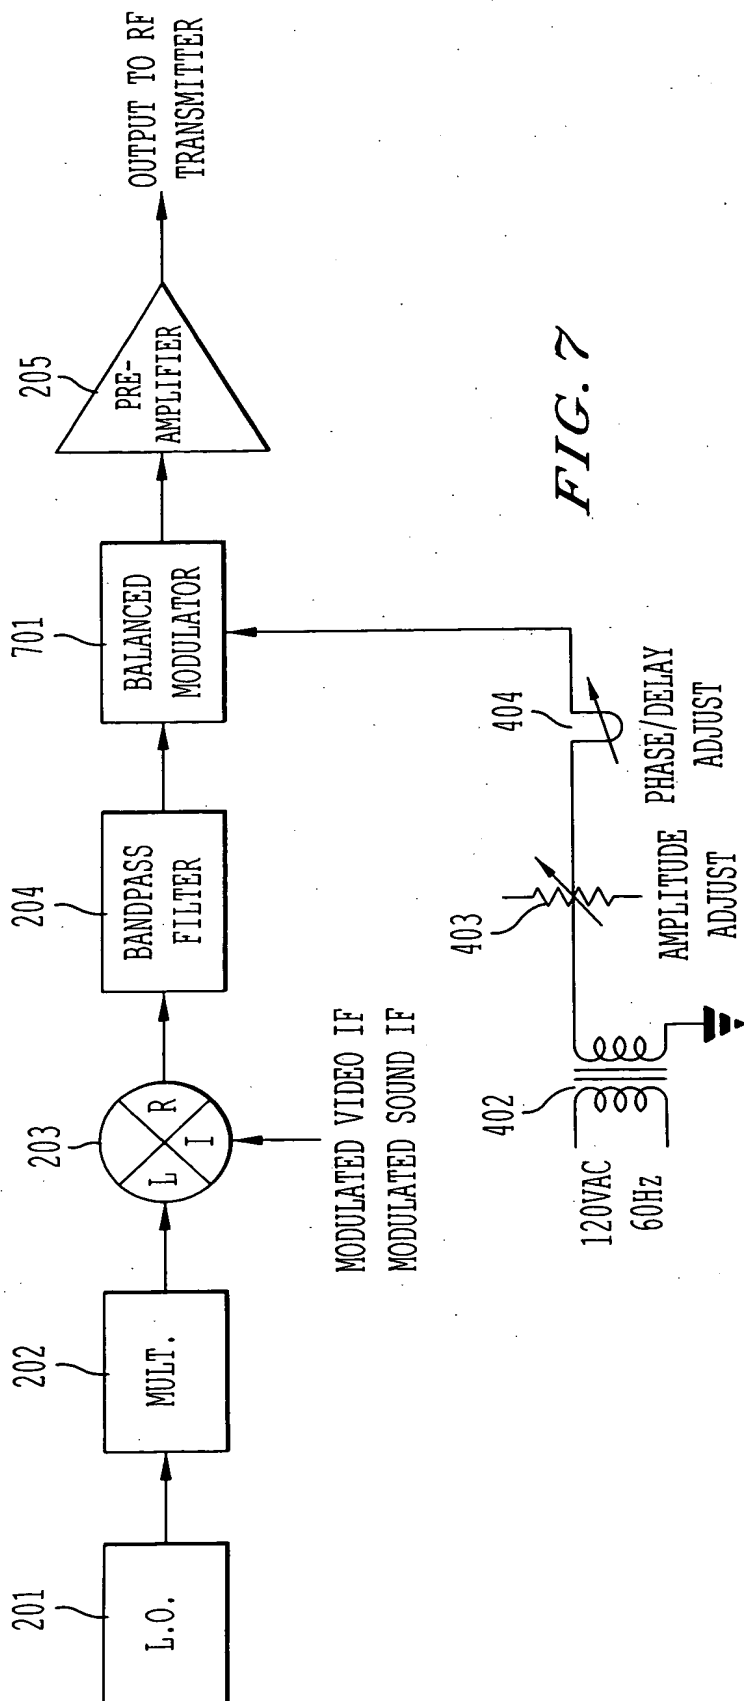 201
L.O.
202
MULT.
203
L
R
I
MODULATED VIDEO IF
MODULATED SOUND IF
204
BANDPASS
FILTER
701
BALANCED
MODULATOR
205
PRE-
AMPLIFIER
OUTPUT TO RF
TRANSMITTER
120VAC
60Hz
402
403
AMPLITUDE
ADJUST
404
PHASE/DELAY
ADJUST
FIG. 7